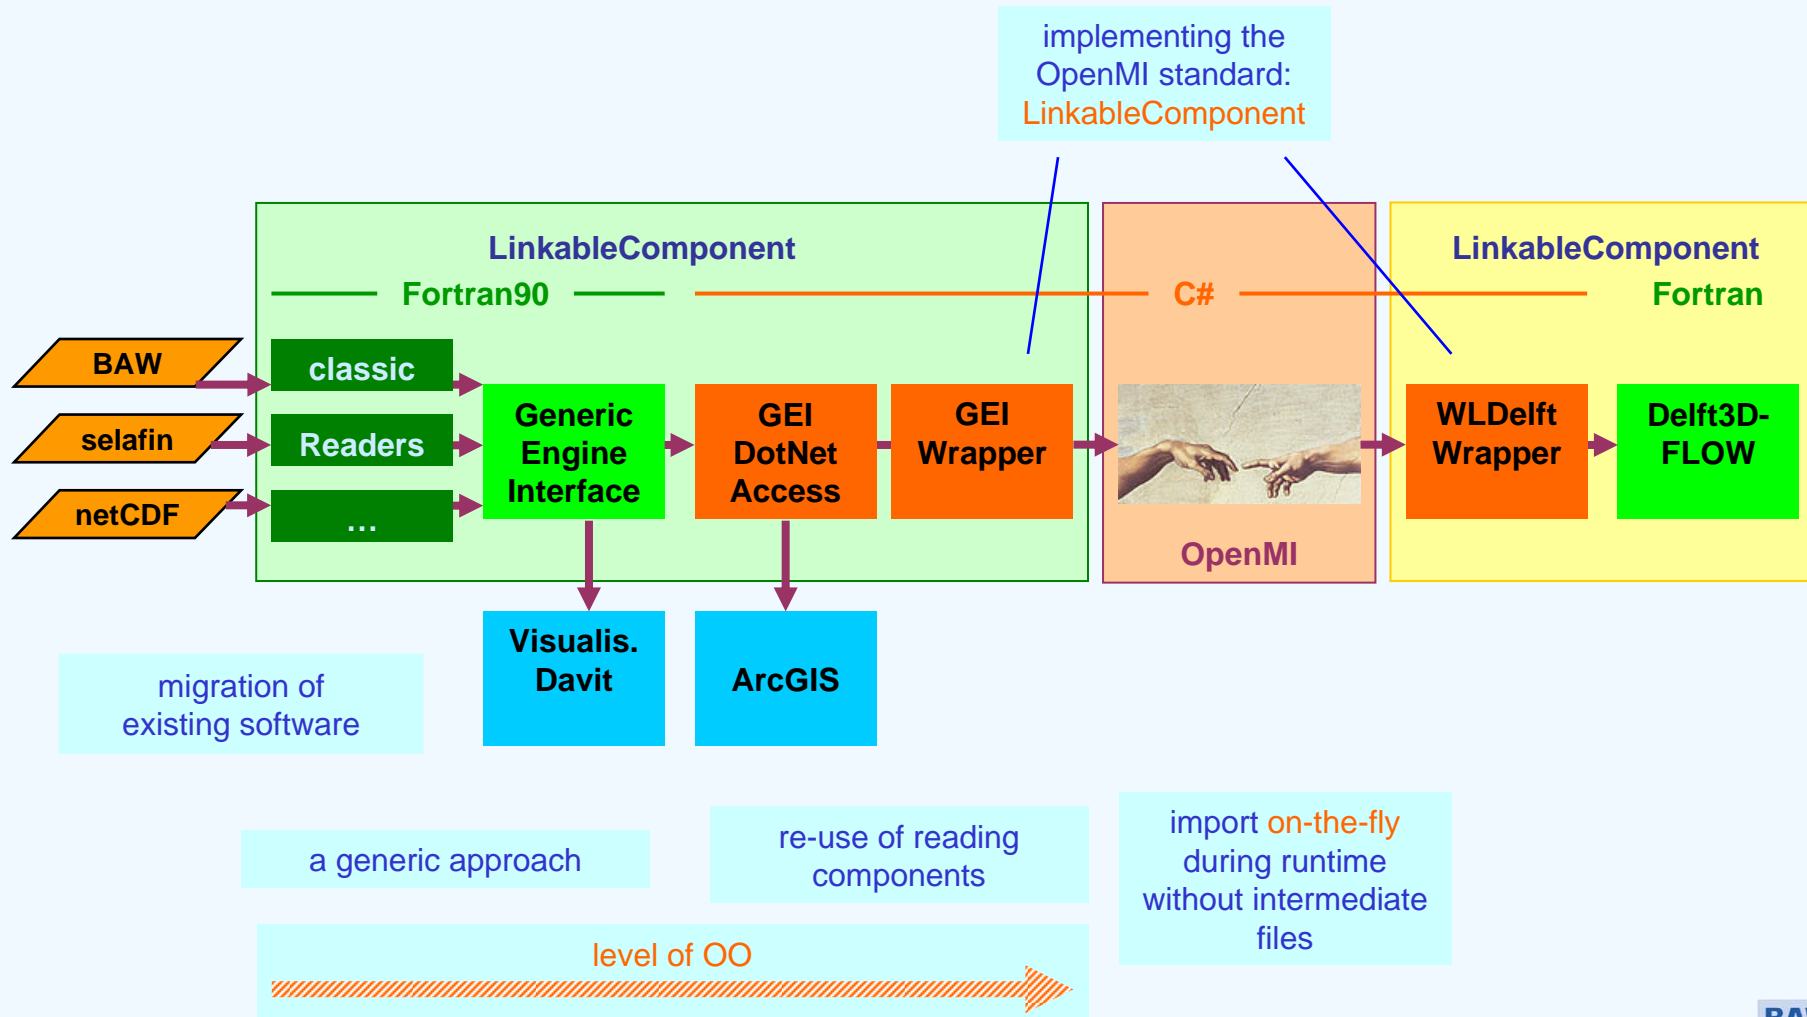 implementing the
OpenMI standard:
LinkableComponent
LinkableComponent
LinkableComponent
Fortran90
C#
Fortran
BAW
selafin
netCDF
classic
Readers
...
Generic
Engine
Interface
GEI
DotNet
Access
GEI
Wrapper
OpenMI
WLDelft
Wrapper
Delft3D-
FLOW
Visualis.
Davit
ArcGIS
migration of
existing software
a generic approach
re-use of reading
components
import on-the-fly
during runtime
without intermediate
files
level of OO